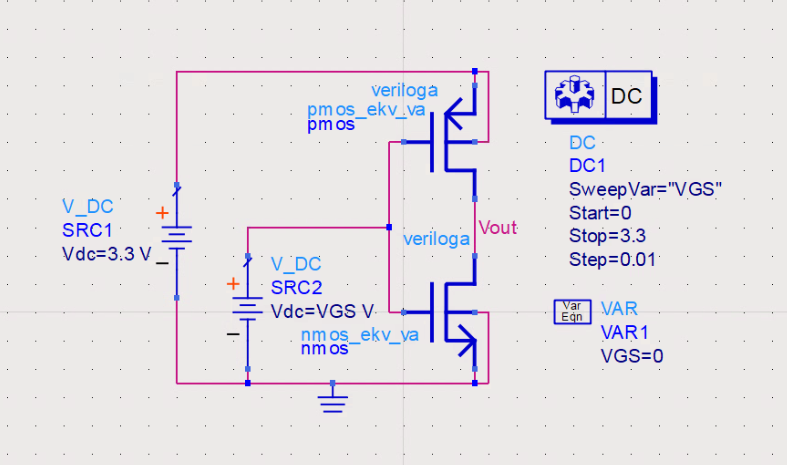 veriloga
pmos_ekv_va
pmos
DC
DC
DC1
SweepVar="VGS"
Start=0
Stop=3.3
Step=0.01
V_DC
SRC1
Vdc=3.3 V
+
−
V_DC
SRC2
Vdc=VGS V
+
−
Vout
veriloga
nmos_ekv_va
nmos
Var
Eqn
VAR
VAR1
VGS=0